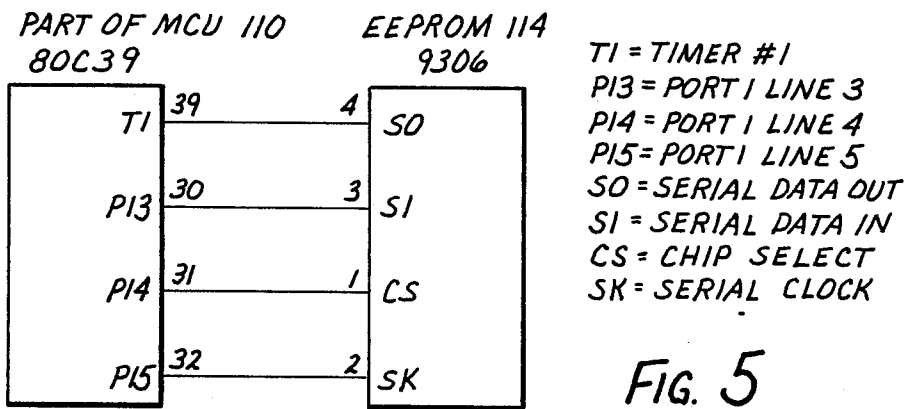 PART OF MCU 110
80C39
EEPROM 114
9306
T1 39 4 SO
P13 30 3 SI
P14 31 1 CS
P15 32 2 SK
T1 = TIMER #1
P13 = PORT 1 LINE 3
P14 = PORT 1 LINE 4
P15 = PORT 1 LINE 5
SO = SERIAL DATA OUT
SI = SERIAL DATA IN
CS = CHIP SELECT
SK = SERIAL CLOCK
FIG. 5